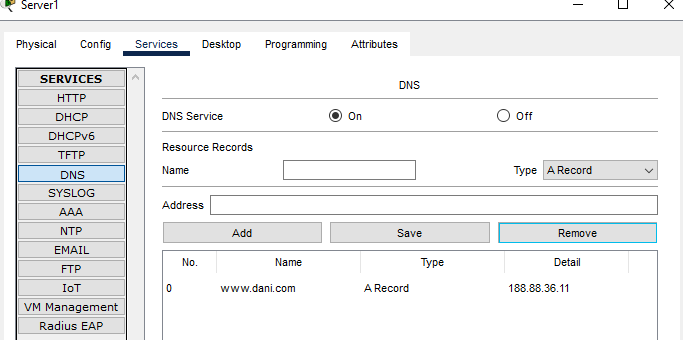 Server1
Physical Config Services Desktop Programming Attributes
SERVICES
HTTP
DHCP
DHCPv6
TFTP
DNS
SYSLOG
AAA
NTP
EMAIL
FTP
IoT
VM Management
Radius EAP
DNS
DNS Service On Off
Resource Records
Name Type A Record
Address
Add Save Remove
No. Name Type Detail
0 www.dani.com A Record 188.88.36.11